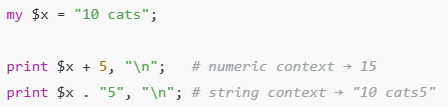 my $x = "10 cats";
print $x + 5, "\n";   # numeric context → 15
print $x . "5", "\n"; # string context → "10 cats5"